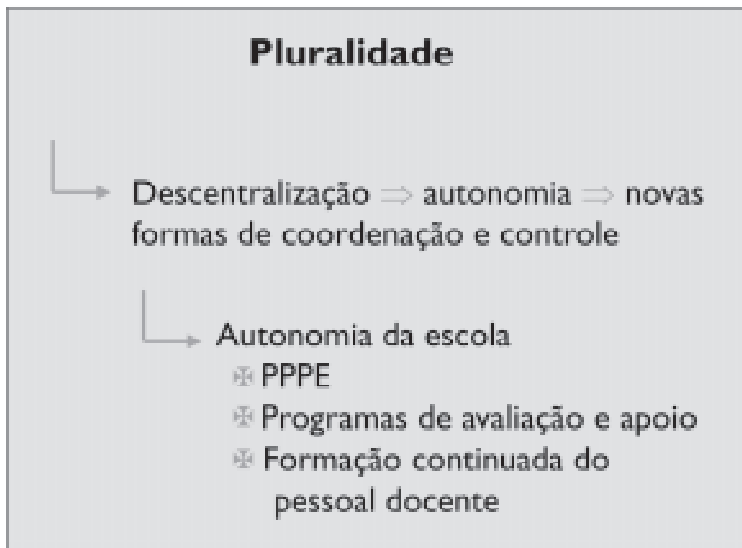 Pluralidade
Descentralização ⇒ autonomia ⇒ novas
formas de coordenação e controle
Autonomia da escola
✠ PPPE
✠ Programas de avaliação e apoio
✠ Formação continuada do
pessoal docente